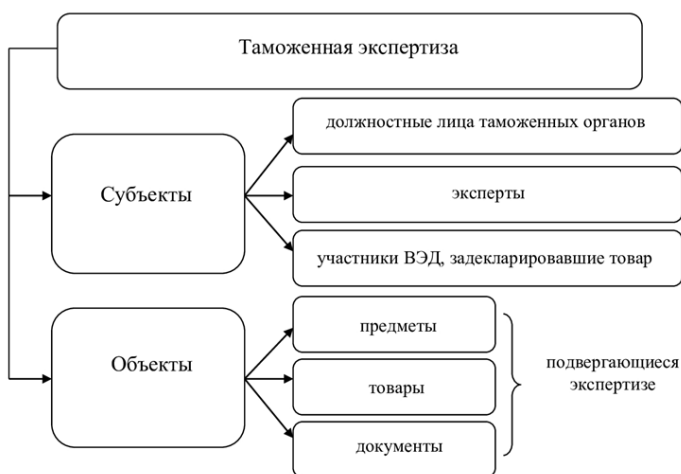 Таможенная экспертиза
Субъекты
должностные лица таможенных органов
эксперты
участники ВЭД, задекларировавшие товар
Объекты
предметы
товары
документы
подвергающиеся
экспертизе